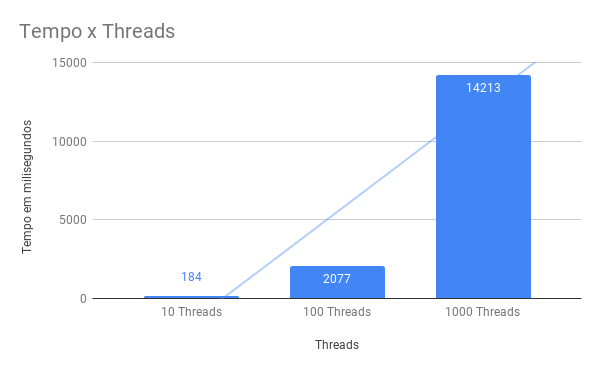 Tempo x Threads
Tempo em milisegundos
15000
10000
5000
0
184
2077
14213
10 Threads
100 Threads
1000 Threads
Threads